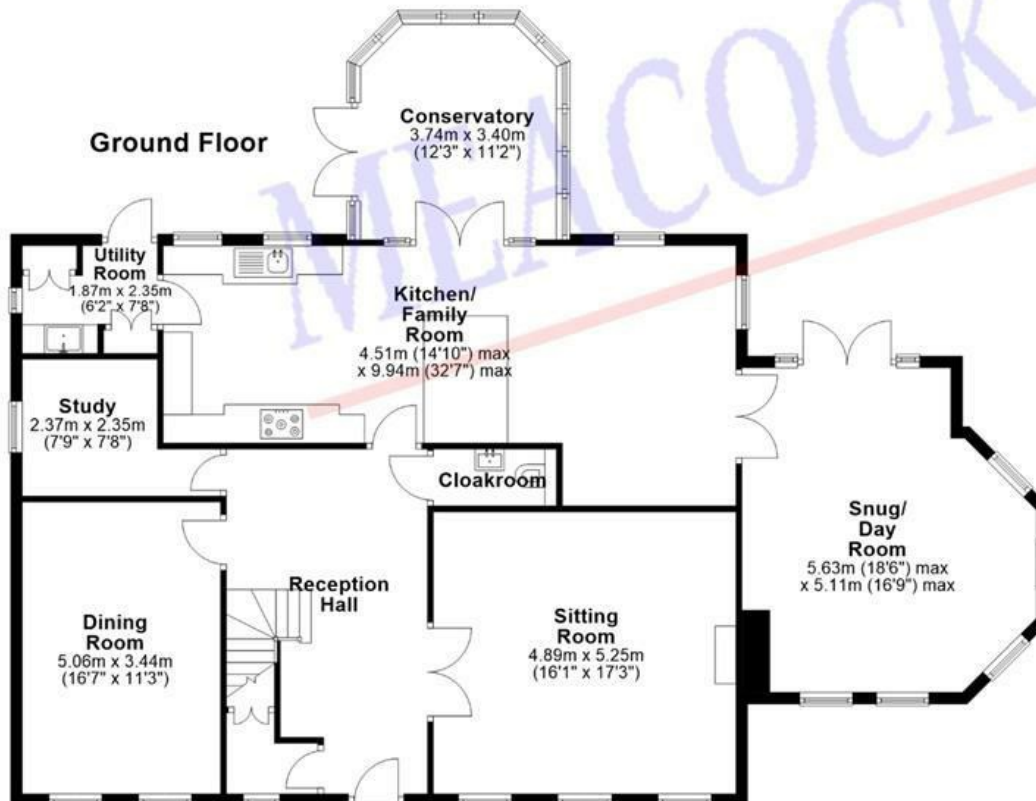 MEACOCK
Ground Floor
Conservatory
3.74m x 3.40m
(12'3" x 11'2")
Utility
Room
1.87m x 2.35m
(6'2" x 7'8")
Kitchen/
Family
Room
4.51m (14'10") max
x 9.94m (32'7") max
Study
2.37m x 2.35m
(7'9" x 7'8")
Cloakroom
Snug/
Day
Room
5.63m (18'6") max
x 5.11m (16'9") max
Reception
Hall
Dining
Room
5.06m x 3.44m
(16'7" x 11'3")
Sitting
Room
4.89m x 5.25m
(16'1" x 17'3")